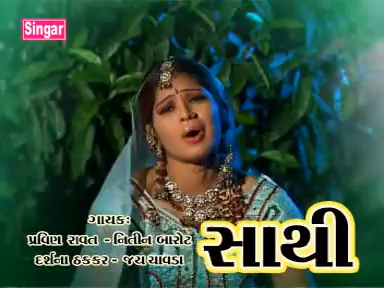 Singar
ગાયક:
પ્રવિણ રાવત - નિતીન બારોટ
દર્શના ઠક્કર - જય ચાવડા
સાથી